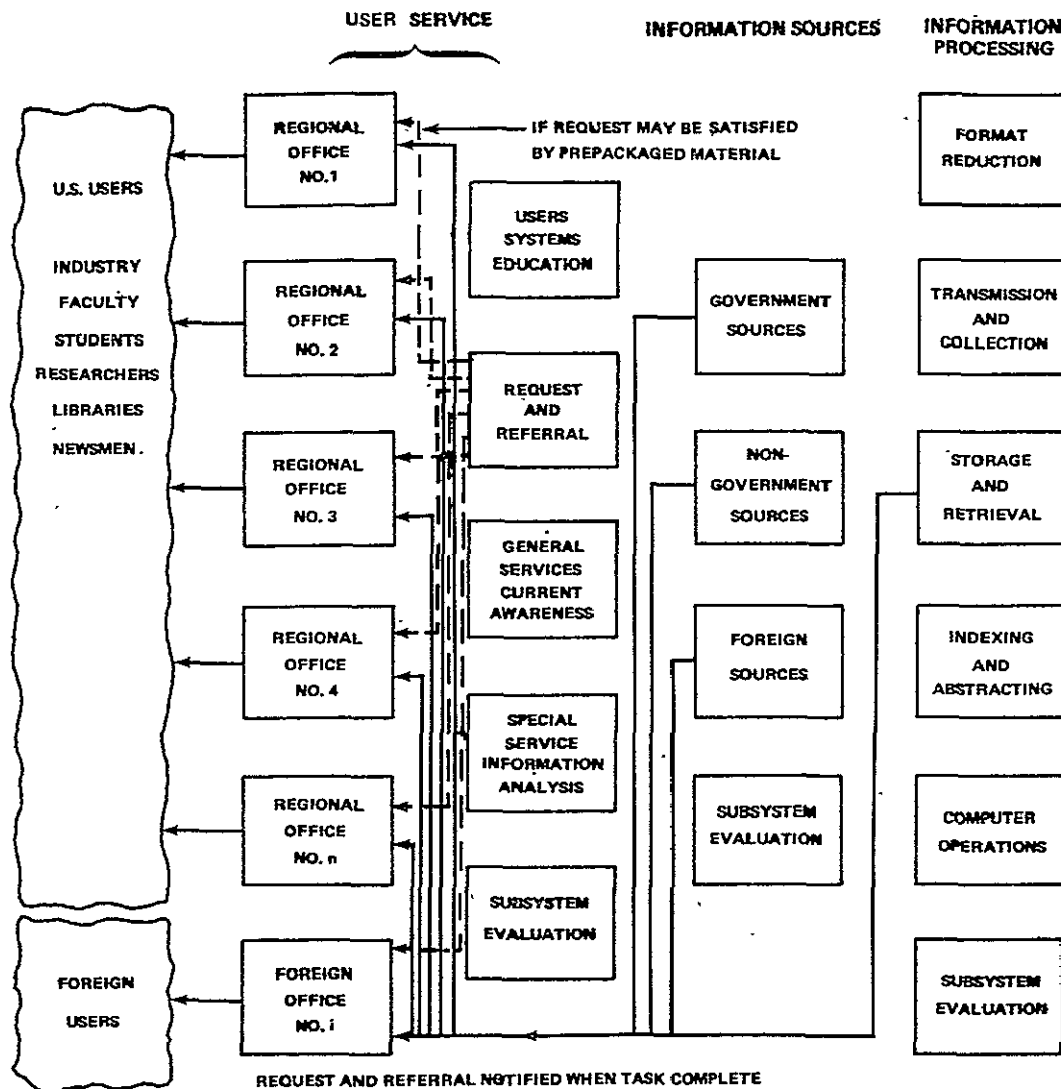 USER SERVICE
INFORMATION SOURCES
INFORMATION
PROCESSING
U.S. USERS
INDUSTRY
FACULTY
STUDENTS
RESEARCHERS
LIBRARIES
NEWSMEN.
FOREIGN
USERS
REGIONAL
OFFICE
NO.1
REGIONAL
OFFICE
NO. 2
REGIONAL
OFFICE
NO. 3
REGIONAL
OFFICE
NO. 4
REGIONAL
OFFICE
NO. n
FOREIGN
OFFICE
NO. i
IF REQUEST MAY BE SATISFIED
BY PREPACKAGED MATERIAL
USERS
SYSTEMS
EDUCATION
REQUEST
AND
REFERRAL
GENERAL
SERVICES
CURRENT
AWARENESS
SPECIAL
SERVICE
INFORMATION
ANALYSIS
SUBSYSTEM
EVALUATION
GOVERNMENT
SOURCES
NON-
GOVERNMENT
SOURCES
FOREIGN
SOURCES
SUBSYSTEM
EVALUATION
FORMAT
REDUCTION
TRANSMISSION
AND
COLLECTION
STORAGE
AND
RETRIEVAL
INDEXING
AND
ABSTRACTING
COMPUTER
OPERATIONS
SUBSYSTEM
EVALUATION
REQUEST AND REFERRAL NOTIFIED WHEN TASK COMPLETE